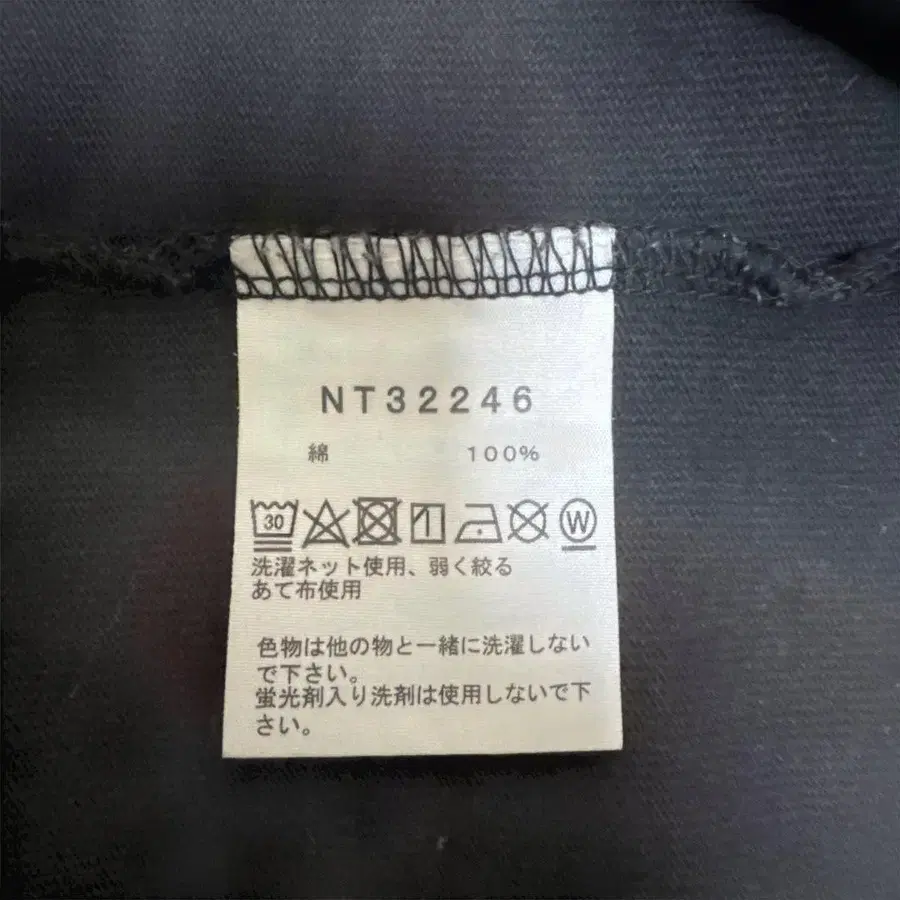 NT32246
綿 100%
30 W
洗濯ネット使用、弱く絞る
あて布使用
色物は他の物と一緒に洗濯しない
で下さい。
蛍光剤入り洗剤は使用しないで下
さい。